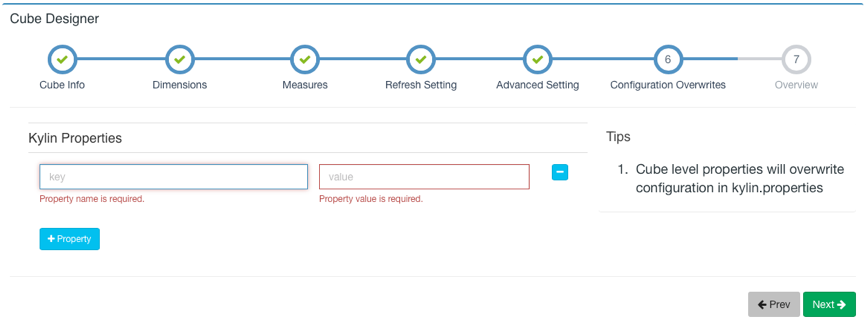 Cube Designer
6
7
Cube Info
Dimensions
Measures
Refresh Setting
Advanced Setting
Configuration Overwrites
Overview
Kylin Properties
key
value
Property name is required.
Property value is required.
+ Property
Tips
1. Cube level properties will overwrite
configuration in kylin.properties
Prev
Next